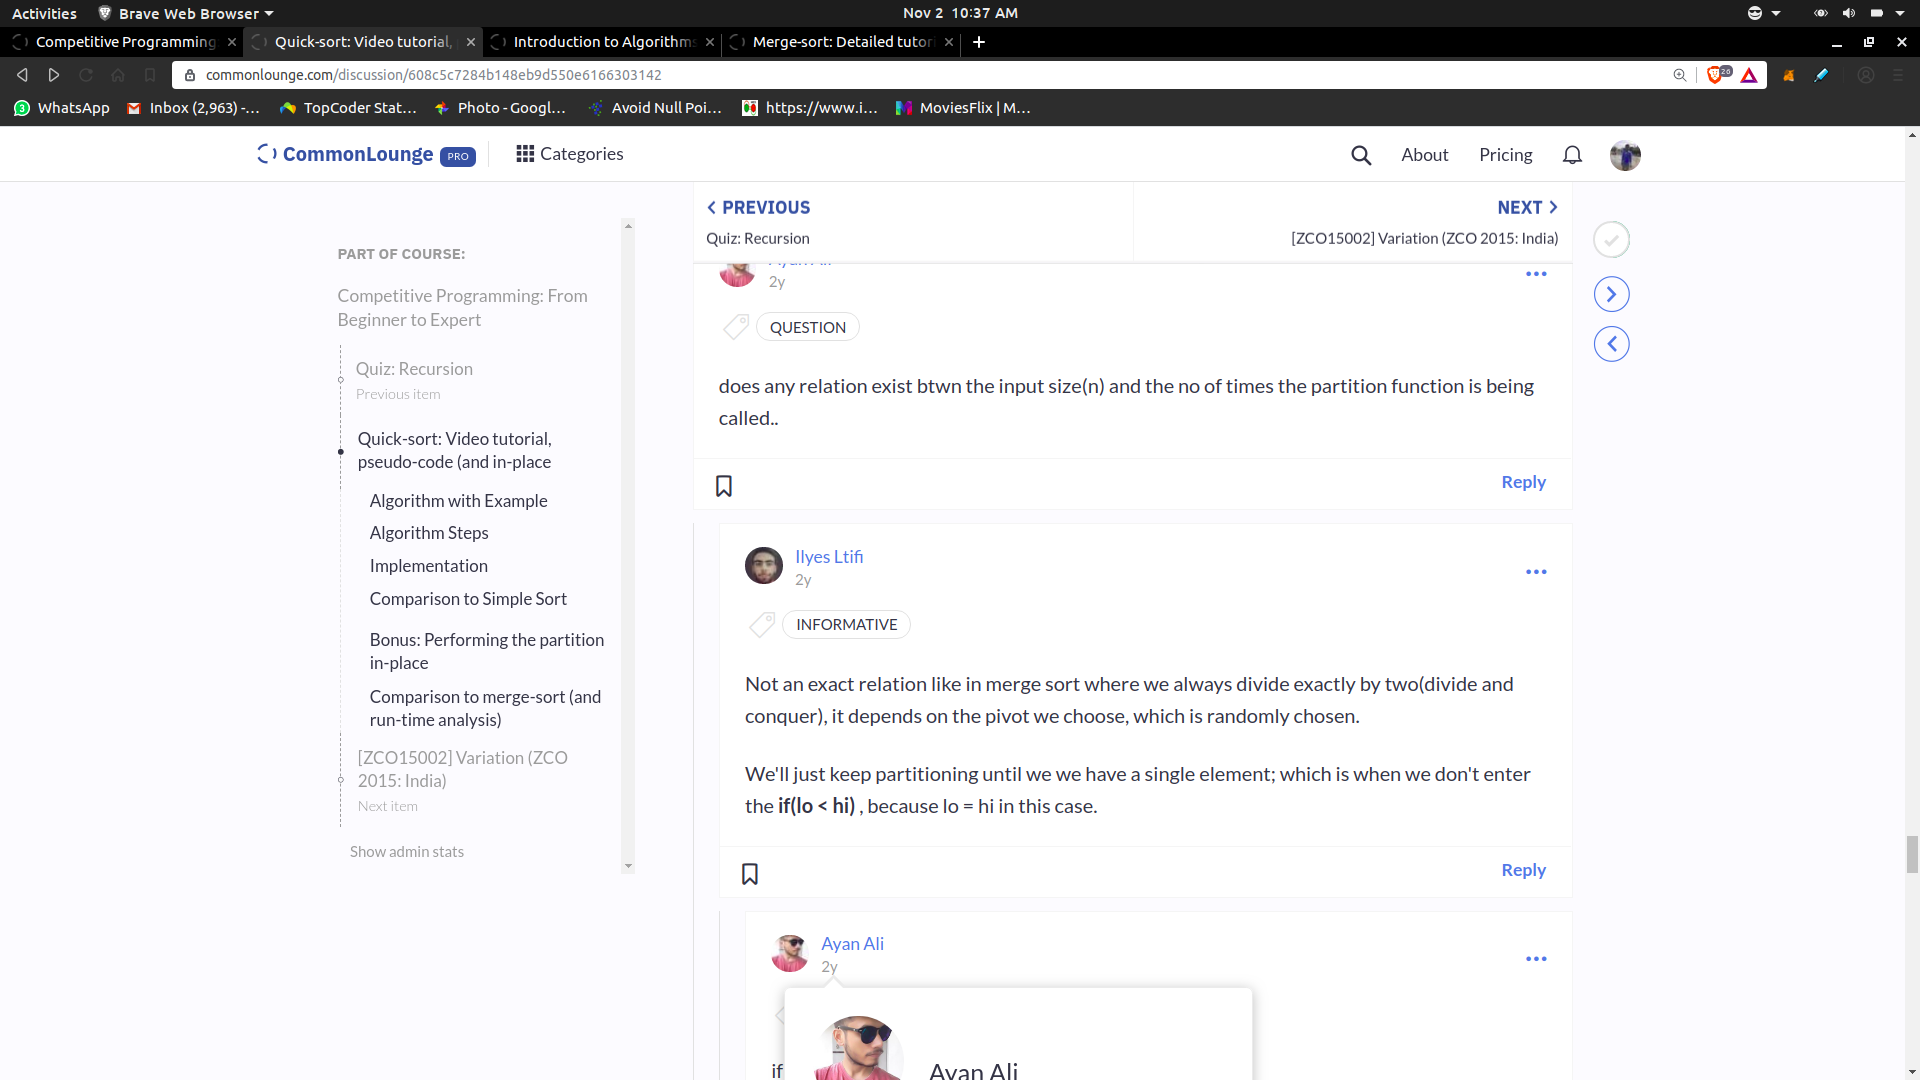 Activities
Brave Web Browser
Nov 2 10:37 AM
Competitive Programming
Quick-sort: Video tutorial,
Introduction to Algorithms
Merge-sort: Detailed tutori
commonlounge.com/discussion/608c5c7284b148eb9d550e6166303142
26
WhatsApp
Inbox (2,963) -...
TopCoder Stat...
Photo - Googl...
Avoid Null Poi...
https://www.i...
MoviesFlix | M...
CommonLounge PRO
Categories
About
Pricing
PREVIOUS
Quiz: Recursion
NEXT
[ZCO15002] Variation (ZCO 2015: India)
PART OF COURSE:
Competitive Programming: From
Beginner to Expert
Quiz: Recursion
Previous item
Quick-sort: Video tutorial,
pseudo-code (and in-place
Algorithm with Example
Algorithm Steps
Implementation
Comparison to Simple Sort
Bonus: Performing the partition
in-place
Comparison to merge-sort (and
run-time analysis)
[ZCO15002] Variation (ZCO
2015: India)
Next item
Show admin stats
Ayan Ali
2y
QUESTION
does any relation exist btwn the input size(n) and the no of times the partition function is being
called..
Reply
Ilyes Ltifi
2y
INFORMATIVE
Not an exact relation like in merge sort where we always divide exactly by two(divide and
conquer), it depends on the pivot we choose, which is randomly chosen.
We'll just keep partitioning until we we have a single element; which is when we don't enter
the if(lo < hi) , because lo = hi in this case.
Reply
Ayan Ali
2y
if
Ayan Ali